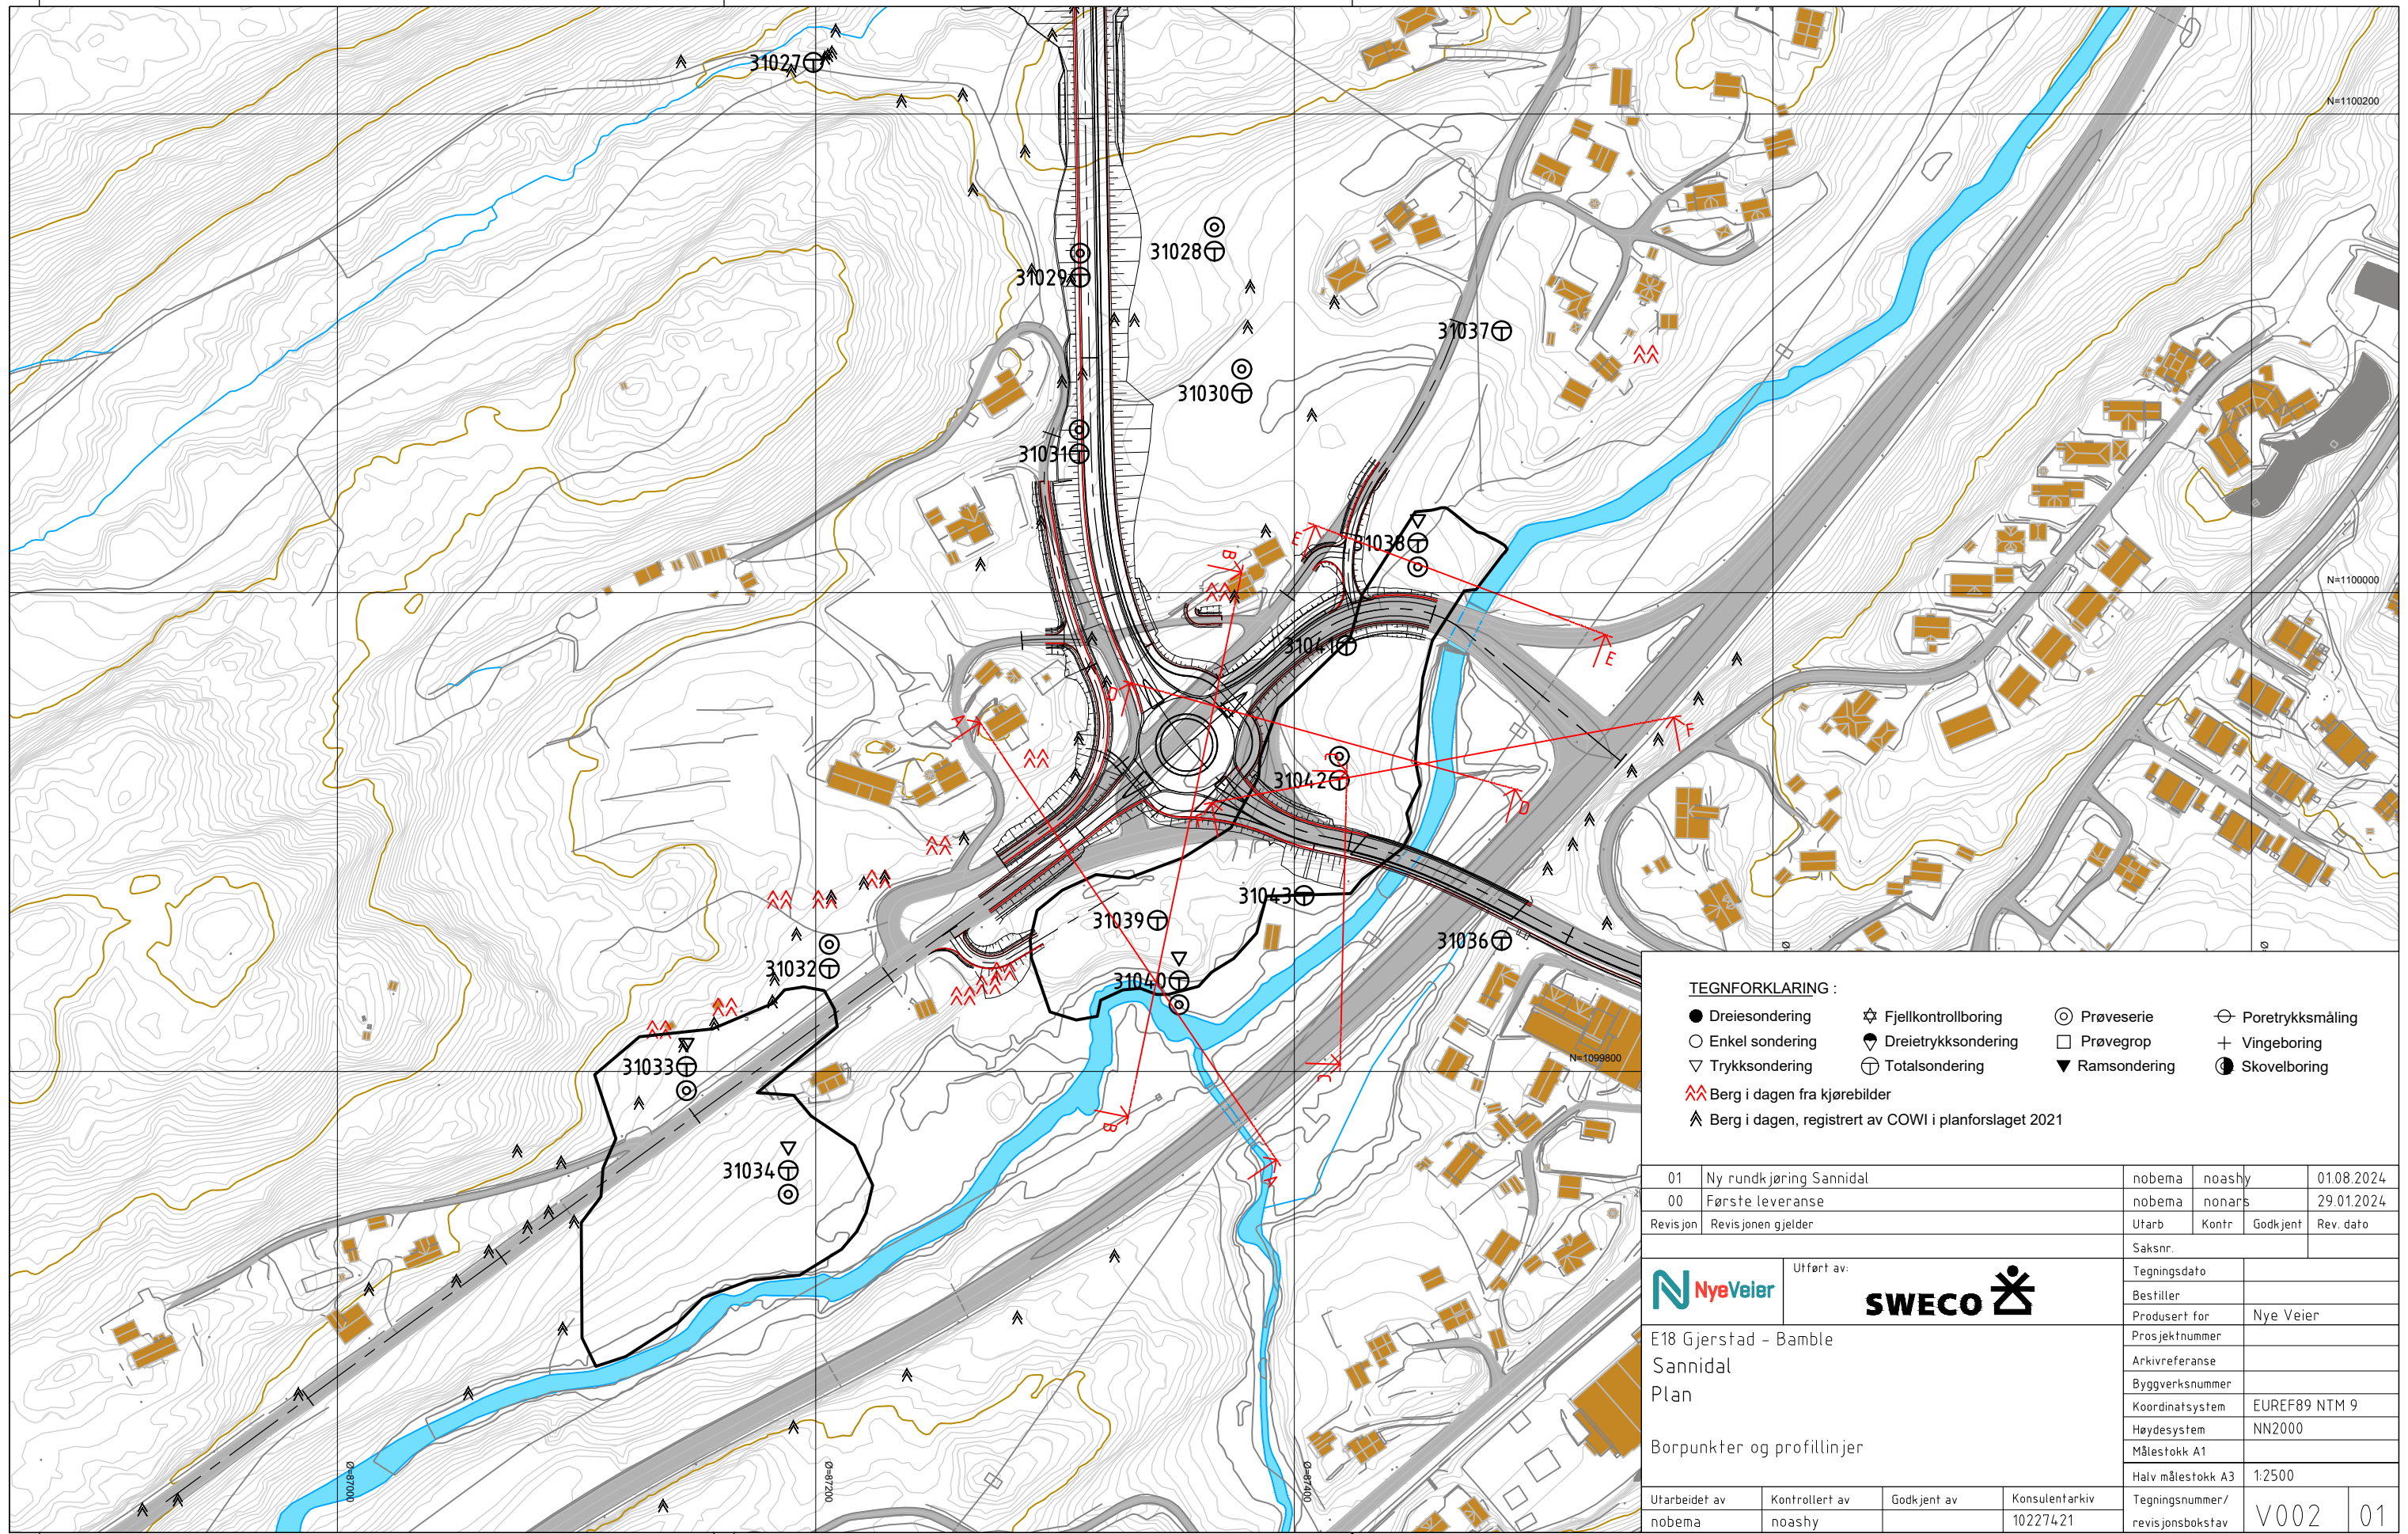 31027
N=1100200
31028
31029
31037
31030
31031
E
31038
B
N=1100000
31041
E
D
A
F
C
31042
F
D
31039
31043
31036
31032
31040
31033
C
B
31034
A
Ø=87000
Ø=87200
Ø=87400
Ø
Ø
N=1099800
TEGNFORKLARING :
Dreiesondering
Fjellkontrollboring
Prøveserie
Poretrykksmåling
Enkel sondering
Dreietrykksondering
Prøvegrop
Vingeboring
Trykksondering
Totalsondering
Ramsondering
Skovelboring
Berg i dagen fra kjørebilder
Berg i dagen, registrert av COWI i planforslaget 2021
01 Ny rundkjøring Sannidal nobema noashy 01.08.2024
00 Første leveranse nobema nonars 29.01.2024
Revisjon Revisjonen gjelder Utarb Kontr Godkjent Rev. dato
Saksnr.
NyeVeier
Utført av:
SWECO
Tegningsdato
Bestiller
Produsert for Nye Veier
E18 Gjerstad - Bamble
Sannidal
Plan
Borpunkter og profillinjer
Prosjektnummer
Arkivreferanse
Byggverksnummer
Koordinatsystem EUREF89 NTM 9
Høydesystem NN2000
Målestokk A1
Halv målestokk A3 1:2500
Utarbeidet av Kontrollert av Godkjent av Konsulentarkiv
nobema noashy 10227421
Tegningsnummer/
revisjonsbokstav V002 01